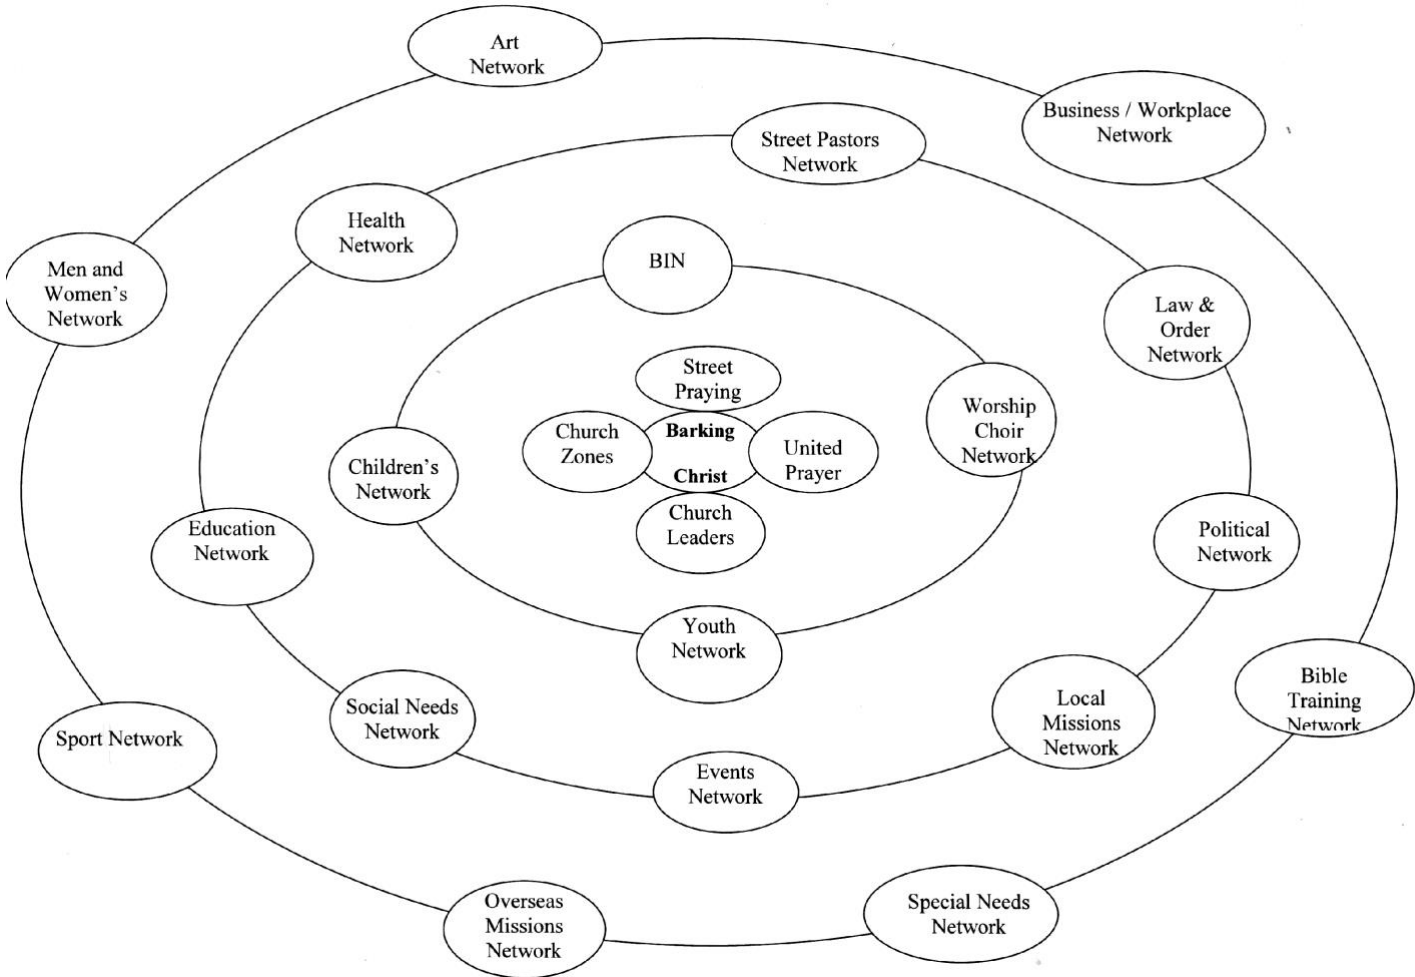 Art
Network
Business / Workplace
Network
Street Pastors
Network
Health
Network
Men and
Women's
Network
BIN
Law &
Order
Network
Street
Praying
Worship
Choir
Network
Church
Zones
Barking
Christ
United
Prayer
Children's
Network
Church
Leaders
Education
Network
Political
Network
Youth
Network
Social Needs
Network
Local
Missions
Network
Bible
Training
Network
Sport Network
Events
Network
Overseas
Missions
Network
Special Needs
Network